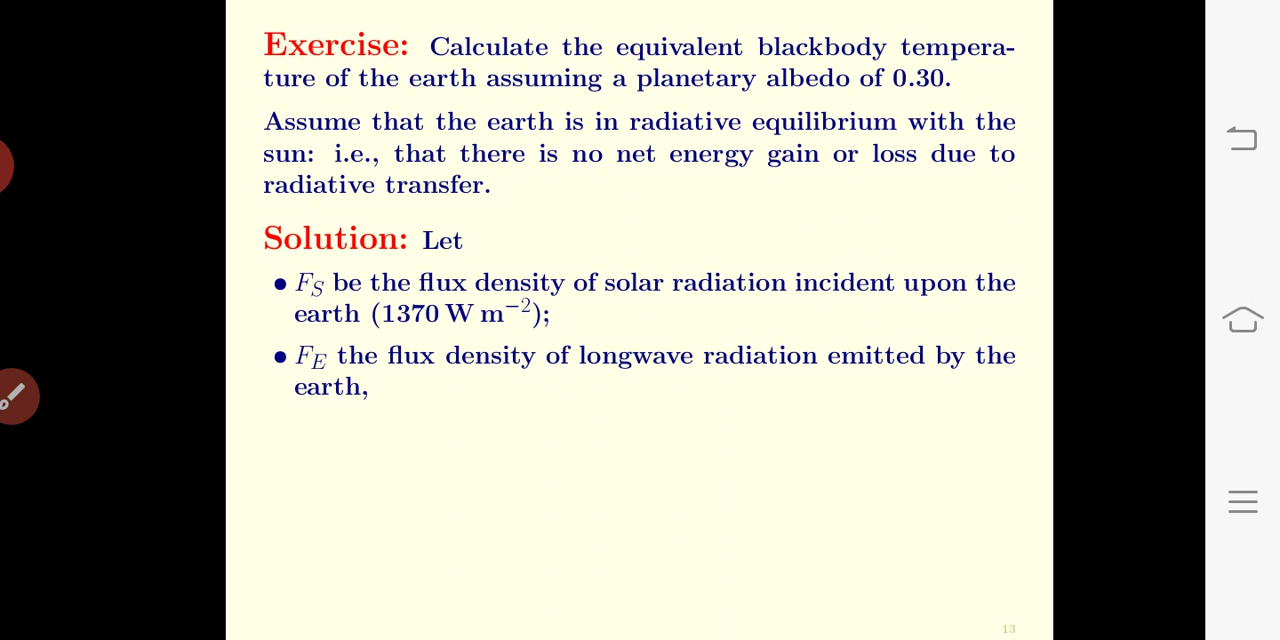 Exercise: Calculate the equivalent blackbody tempera-
ture of the earth assuming a planetary albedo of 0.30.
Assume that the earth is in radiative equilibrium with the
sun: i.e., that there is no net energy gain or loss due to
radiative transfer.
Solution: Let
• F_S be the flux density of solar radiation incident upon the
earth (1370 W m⁻²);
• F_E the flux density of longwave radiation emitted by the
earth,
13